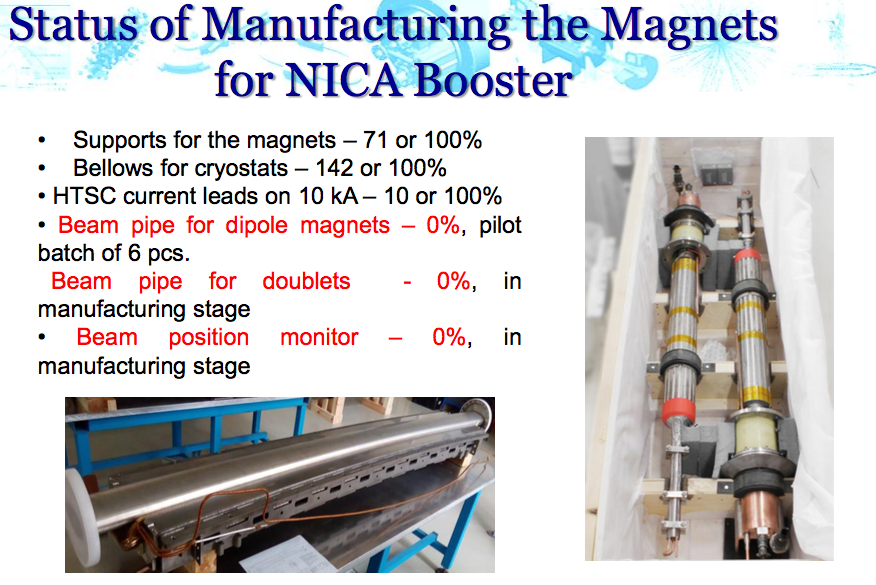 Status of Manufacturing the Magnets
for NICA Booster
• Supports for the magnets – 71 or 100%
• Bellows for cryostats – 142 or 100%
• HTSC current leads on 10 kA – 10 or 100%
• Beam pipe for dipole magnets – 0%, pilot
batch of 6 pcs.
Beam pipe for doublets - 0%, in
manufacturing stage
• Beam position monitor – 0%, in
manufacturing stage